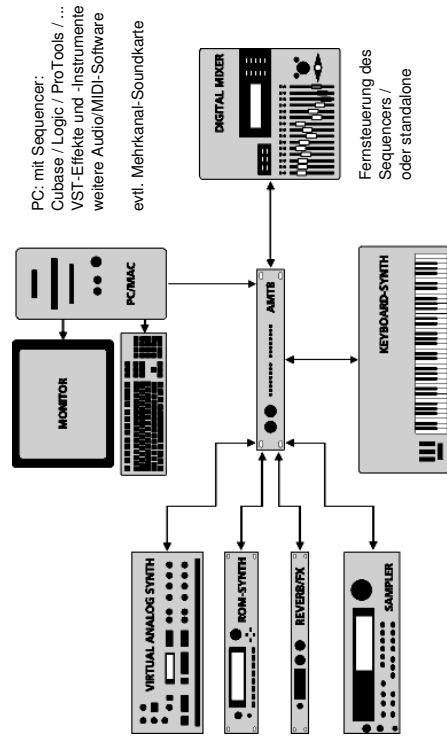 PC: mit Sequencer:
Cubase / Logic / ProTools / ...
VST-Effekte und -Instrumente
weitere Audio/MIDI-Software
evtl. Mehrkanal-Soundkarte
MONITOR
PC/MAC
DIGITAL MIXER
Fernsteuerung des
Sequencers /
oder standalone
AMT8
VIRTUAL ANALOG SYNTH
ROM-SYNTH
REVERB/FX
SAMPLER
KEYBOARD-SYNTH